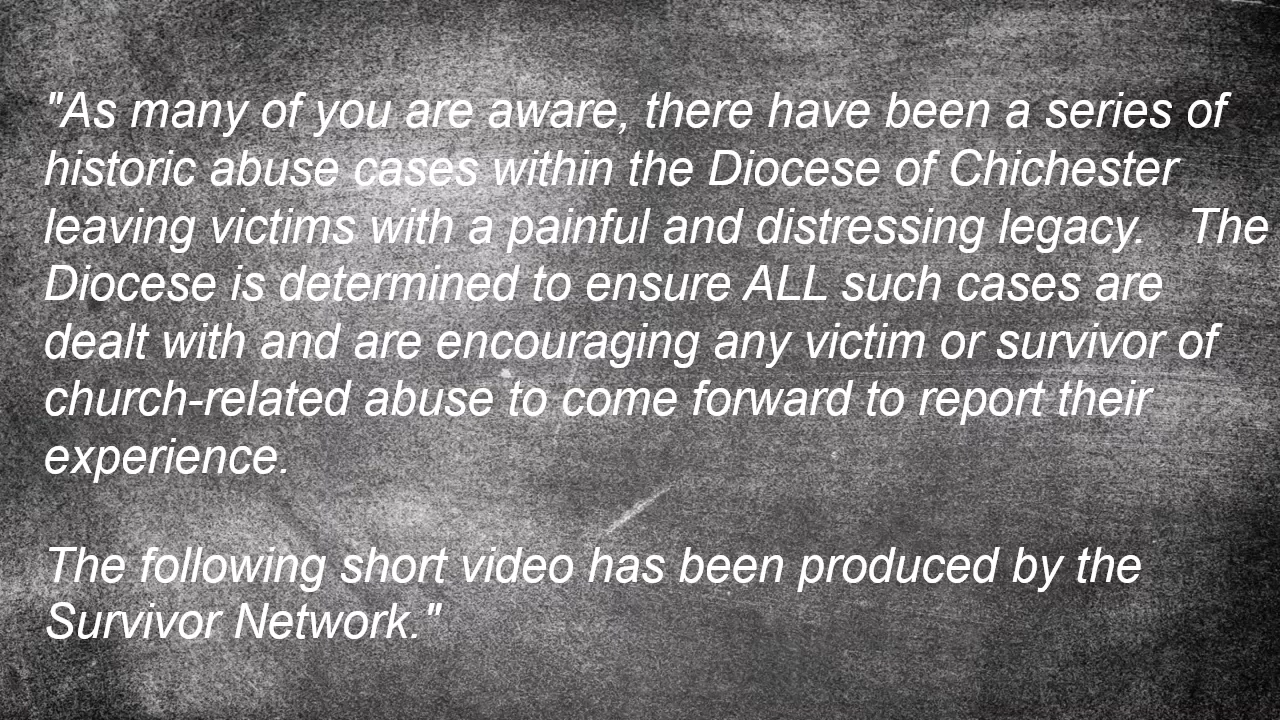 "As many of you are aware, there have been a series of
historic abuse cases within the Diocese of Chichester
leaving victims with a painful and distressing legacy.   The
Diocese is determined to ensure ALL such cases are
dealt with and are encouraging any victim or survivor of
church-related abuse to come forward to report their
experience.

The following short video has been produced by the
Survivor Network."